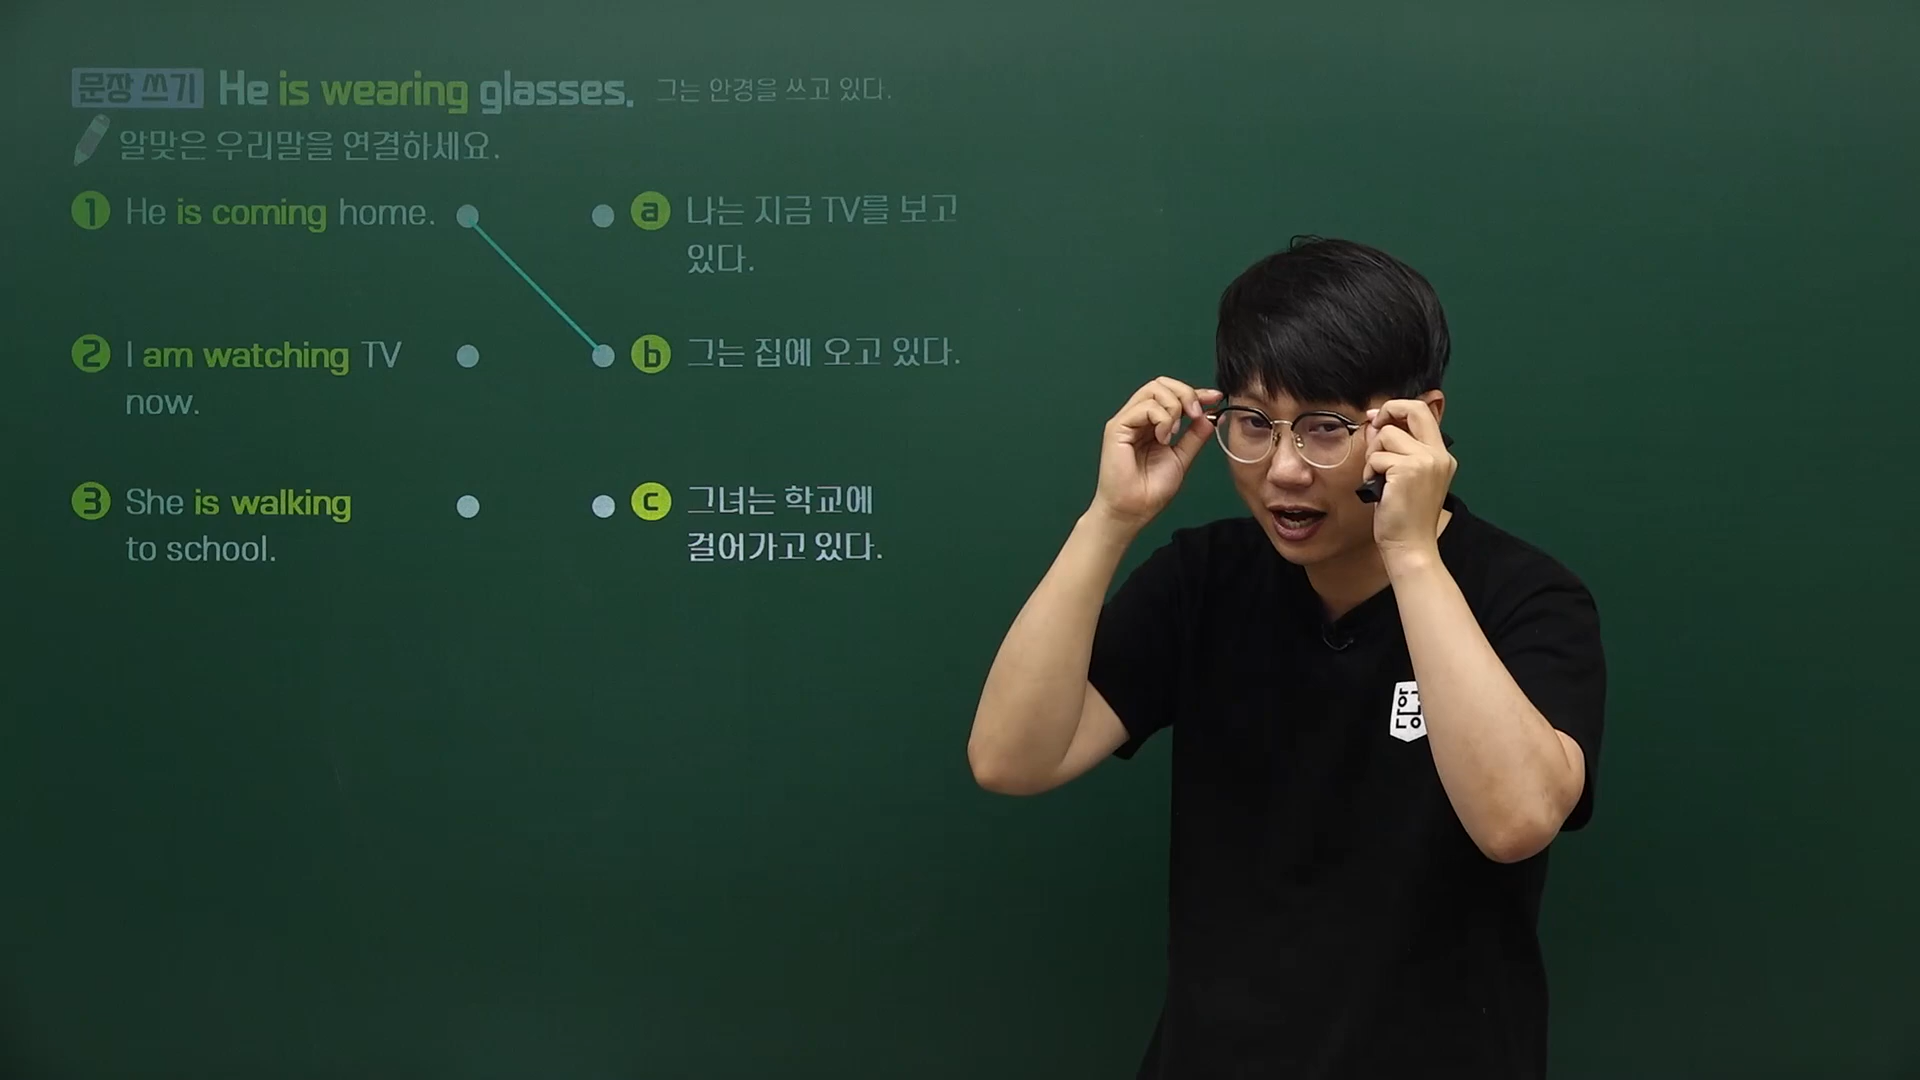 문장 쓰기 He is wearing glasses. 그는 안경을 쓰고 있다.
알맞은 우리말을 연결하세요.
1 He is coming home.
a 나는 지금 TV를 보고
있다.
2 I am watching TV
now.
b 그는 집에 오고 있다.
3 She is walking
to school.
c 그녀는 학교에
걸어가고 있다.